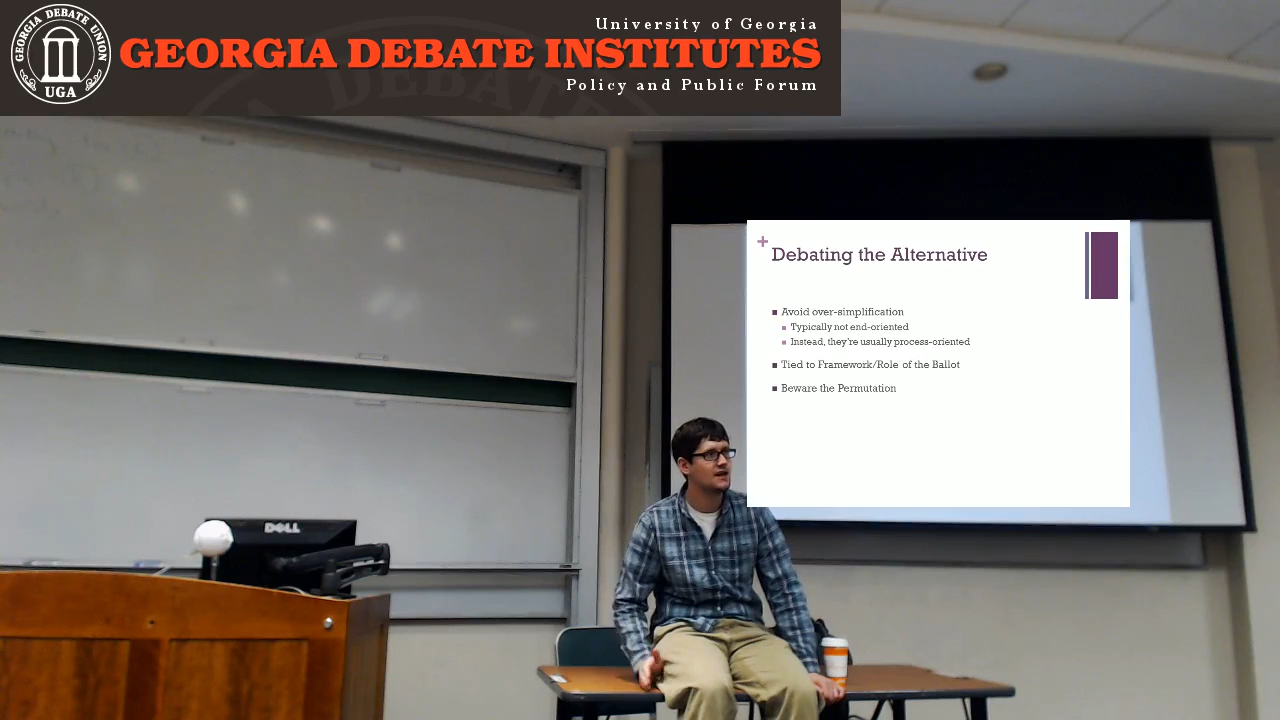 University of Georgia
GEORGIA DEBATE INSTITUTES
Policy and Public Forum
GEORGIA DEBATE UNION
UGA
+
Debating the Alternative
Avoid over-simplification
Typically not end-oriented
Instead, they're usually process-oriented
Tied to Framework/Role of the Ballot
Beware the Permutation
DELL